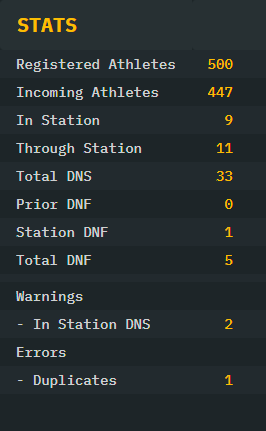 STATS
Registered Athletes 500
Incoming Athletes 447
In Station 9
Through Station 11
Total DNS 33
Prior DNF 0
Station DNF 1
Total DNF 5
Warnings
- In Station DNS 2
Errors
- Duplicates 1